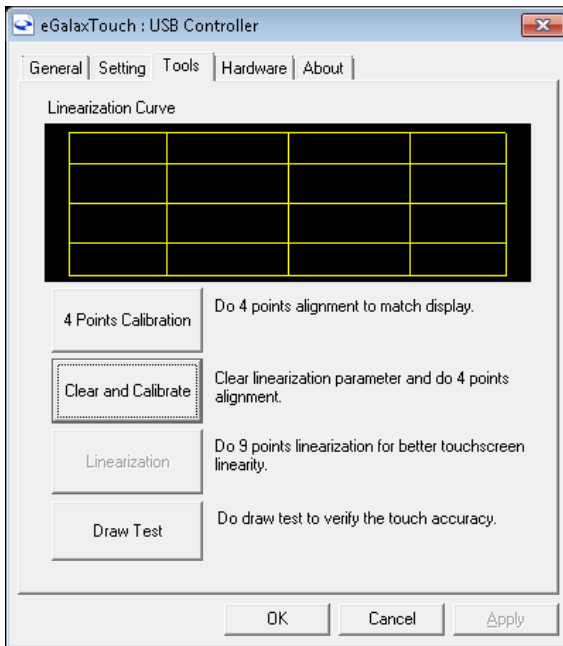 eGalaxTouch : USB Controller
General Setting Tools Hardware About
Linearization Curve
4 Points Calibration
Do 4 points alignment to match display.
Clear and Calibrate
Clear linearization parameter and do 4 points
alignment.
Linearization
Do 9 points linearization for better touchscreen
linearity.
Draw Test
Do draw test to verify the touch accuracy.
OK Cancel Apply